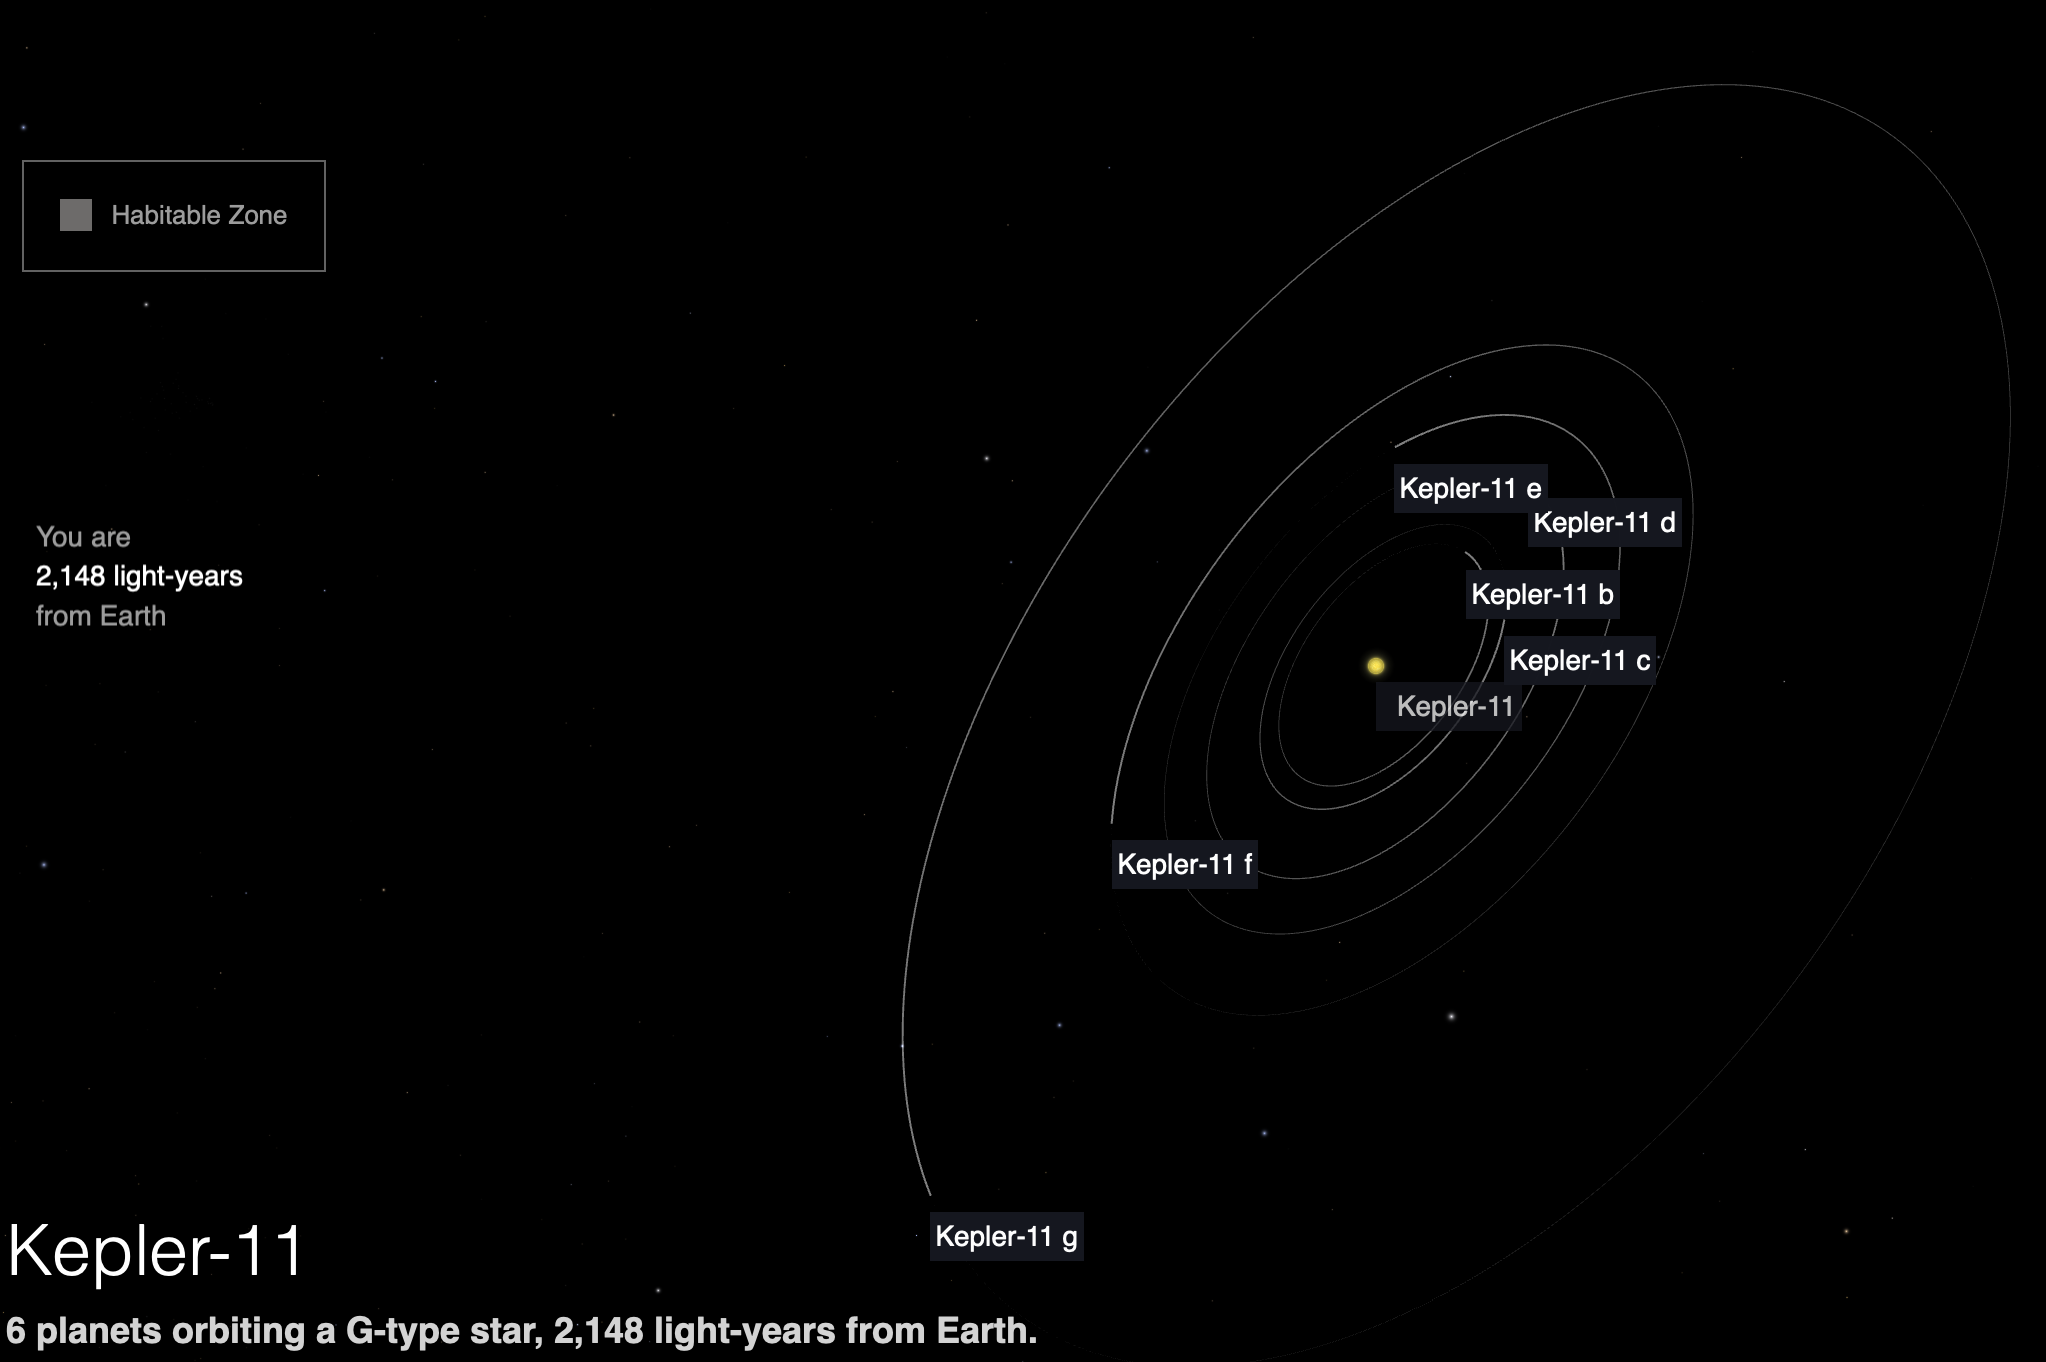 Habitable Zone
You are
2,148 light-years
from Earth
Kepler-11 e
Kepler-11 d
Kepler-11 b
Kepler-11 c
Kepler-11
Kepler-11 f
Kepler-11 g
Kepler-11
6 planets orbiting a G-type star, 2,148 light-years from Earth.